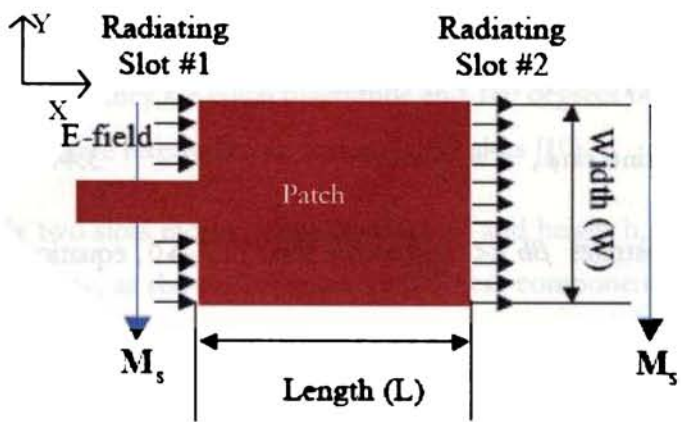 Y
X
Radiating
Slot #1
Radiating
Slot #2
E-field
Patch
Width (W)
Length (L)
Ms
Ms